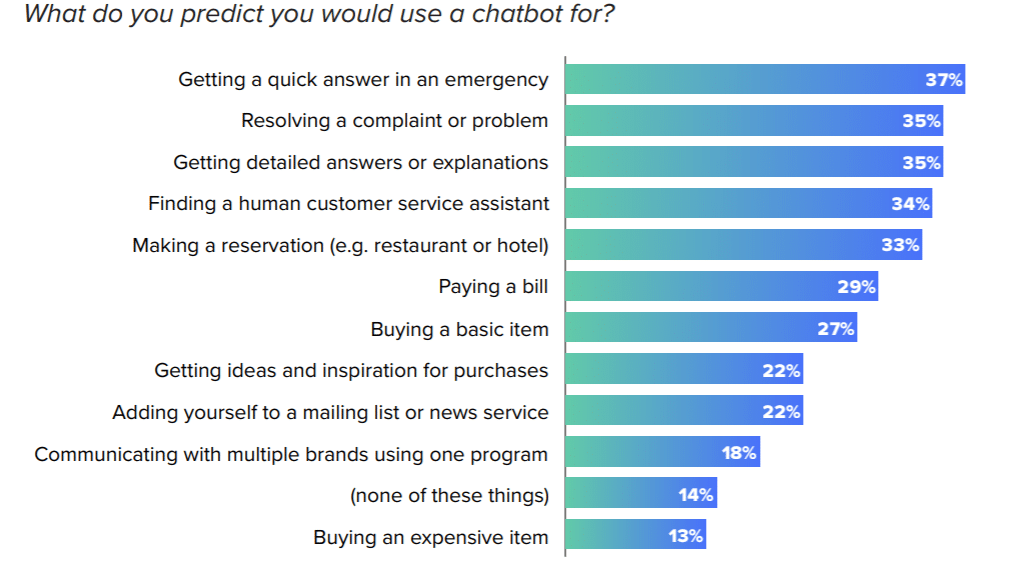 What do you predict you would use a chatbot for?
Getting a quick answer in an emergency 37%
Resolving a complaint or problem 35%
Getting detailed answers or explanations 35%
Finding a human customer service assistant 34%
Making a reservation (e.g. restaurant or hotel) 33%
Paying a bill 29%
Buying a basic item 27%
Getting ideas and inspiration for purchases 22%
Adding yourself to a mailing list or news service 22%
Communicating with multiple brands using one program 18%
(none of these things) 14%
Buying an expensive item 13%